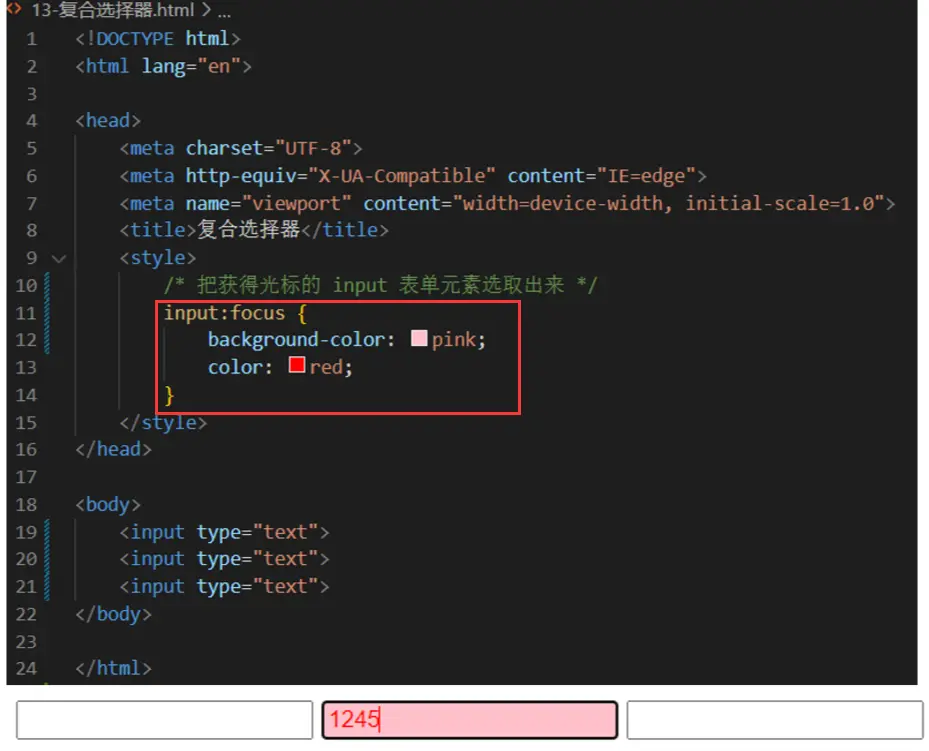 13-复合选择器.html > ...
1 <!DOCTYPE html>
2 <html lang="en">
3
4 <head>
5 <meta charset="UTF-8">
6 <meta http-equiv="X-UA-Compatible" content="IE=edge">
7 <meta name="viewport" content="width=device-width, initial-scale=1.0">
8 <title>复合选择器</title>
9 <style>
10 /* 把获得光标的 input 表单元素选取出来 */
11 input:focus {
12 background-color: pink;
13 color: red;
14 }
15 </style>
16 </head>
17
18 <body>
19 <input type="text">
20 <input type="text">
21 <input type="text">
22 </body>
23
24 </html>
1245